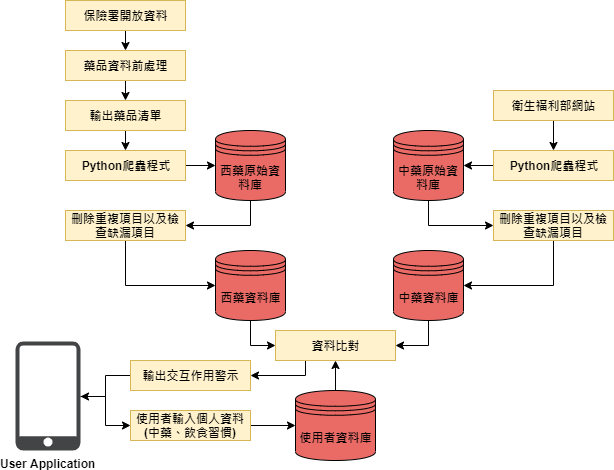 保險署開放資料
藥品資料前處理
輸出藥品清單
衛生福利部網站
Python爬蟲程式
西藥原始資
料庫
中藥原始資
料庫
Python爬蟲程式
刪除重複項目以及檢
查缺漏項目
刪除重複項目以及檢
查缺漏項目
西藥資料庫
中藥資料庫
資料比對
輸出交互作用警示
使用者輸入個人資料
(中藥、飲食習慣)
使用者資料庫
User Application